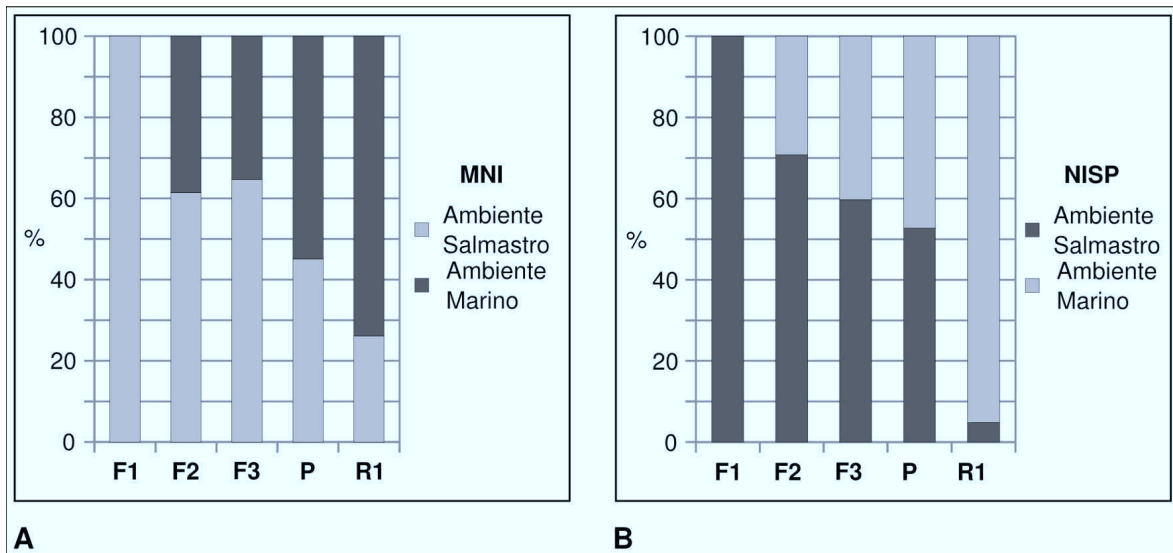 100
80
60
%
40
20
0
F1 F2 F3 P R1
MNI
Ambiente
Salmastro
Ambiente
Marino
A
100
80
60
%
40
20
0
F1 F2 F3 P R1
NISP
Ambiente
Salmastro
Ambiente
Marino
B